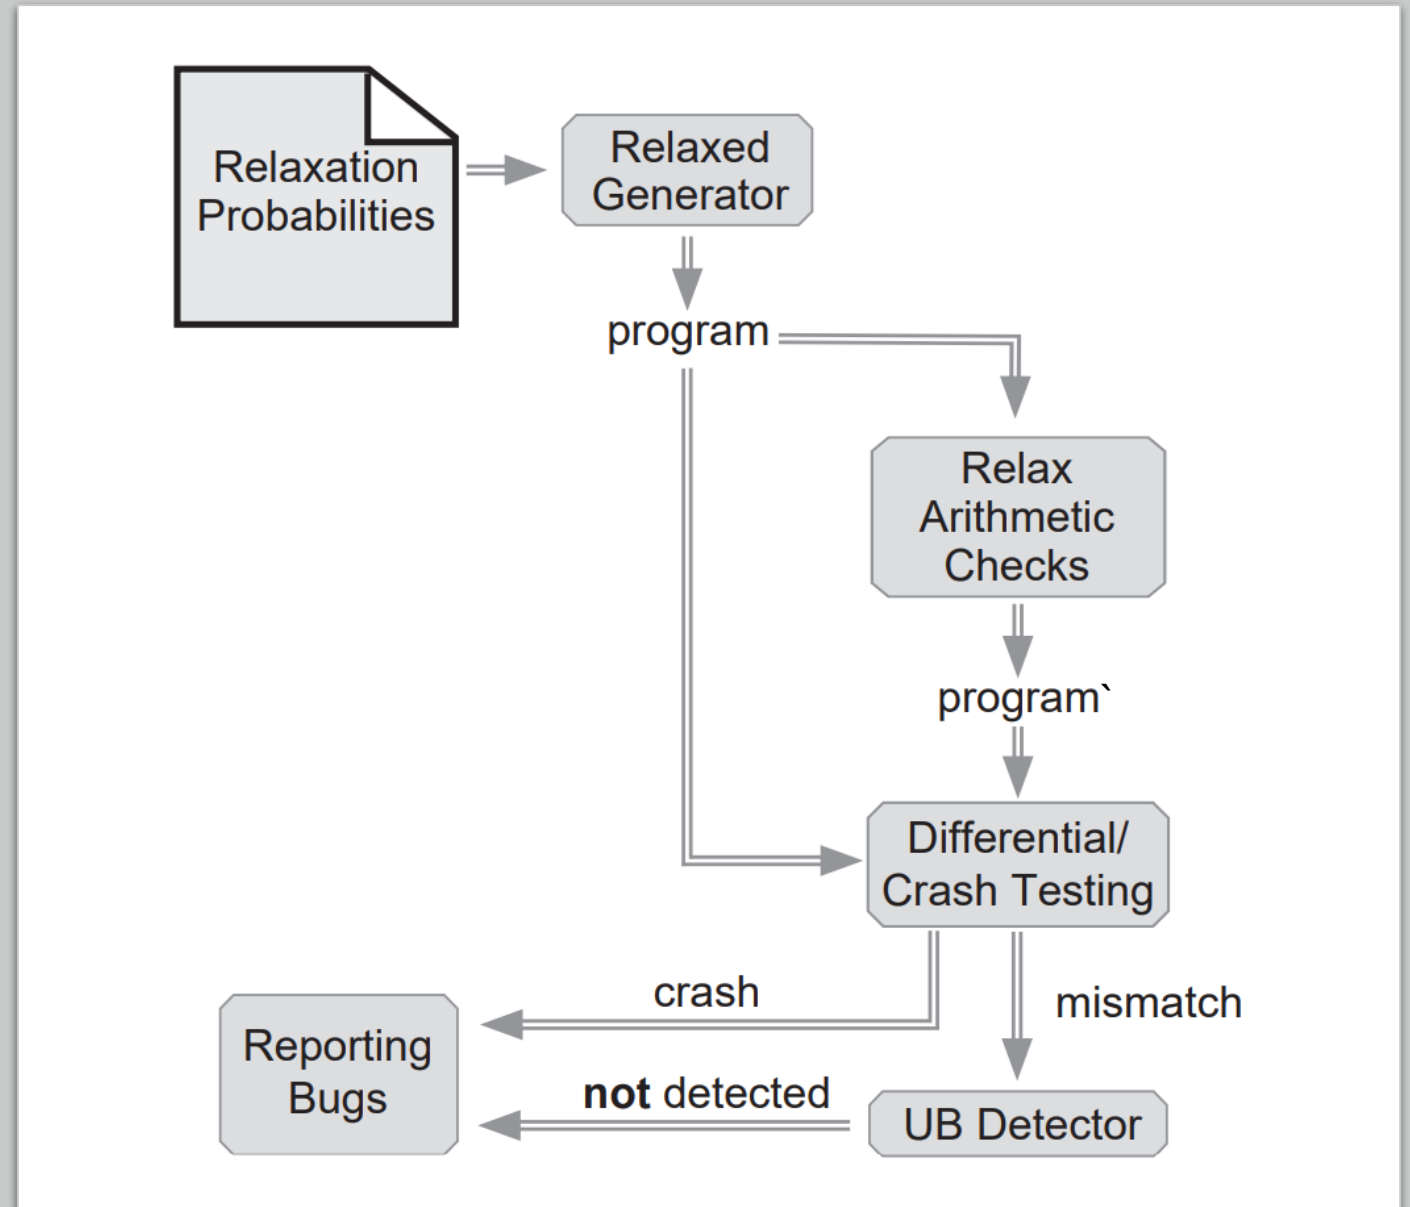 Relaxation
Probabilities
Relaxed
Generator
program
Relax
Arithmetic
Checks
program`
Differential/
Crash Testing
crash
mismatch
Reporting
Bugs
not detected
UB Detector